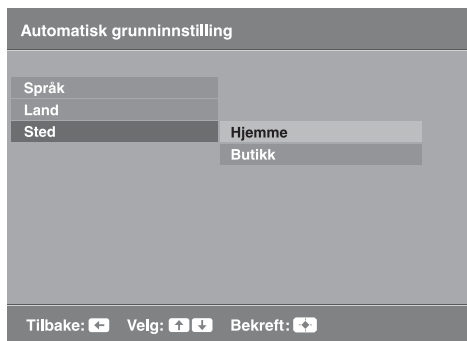 Automatisk grunninnstilling
Språk
Land
Sted
Hjemme
Butikk
Tilbake: Velg: Bekreft: